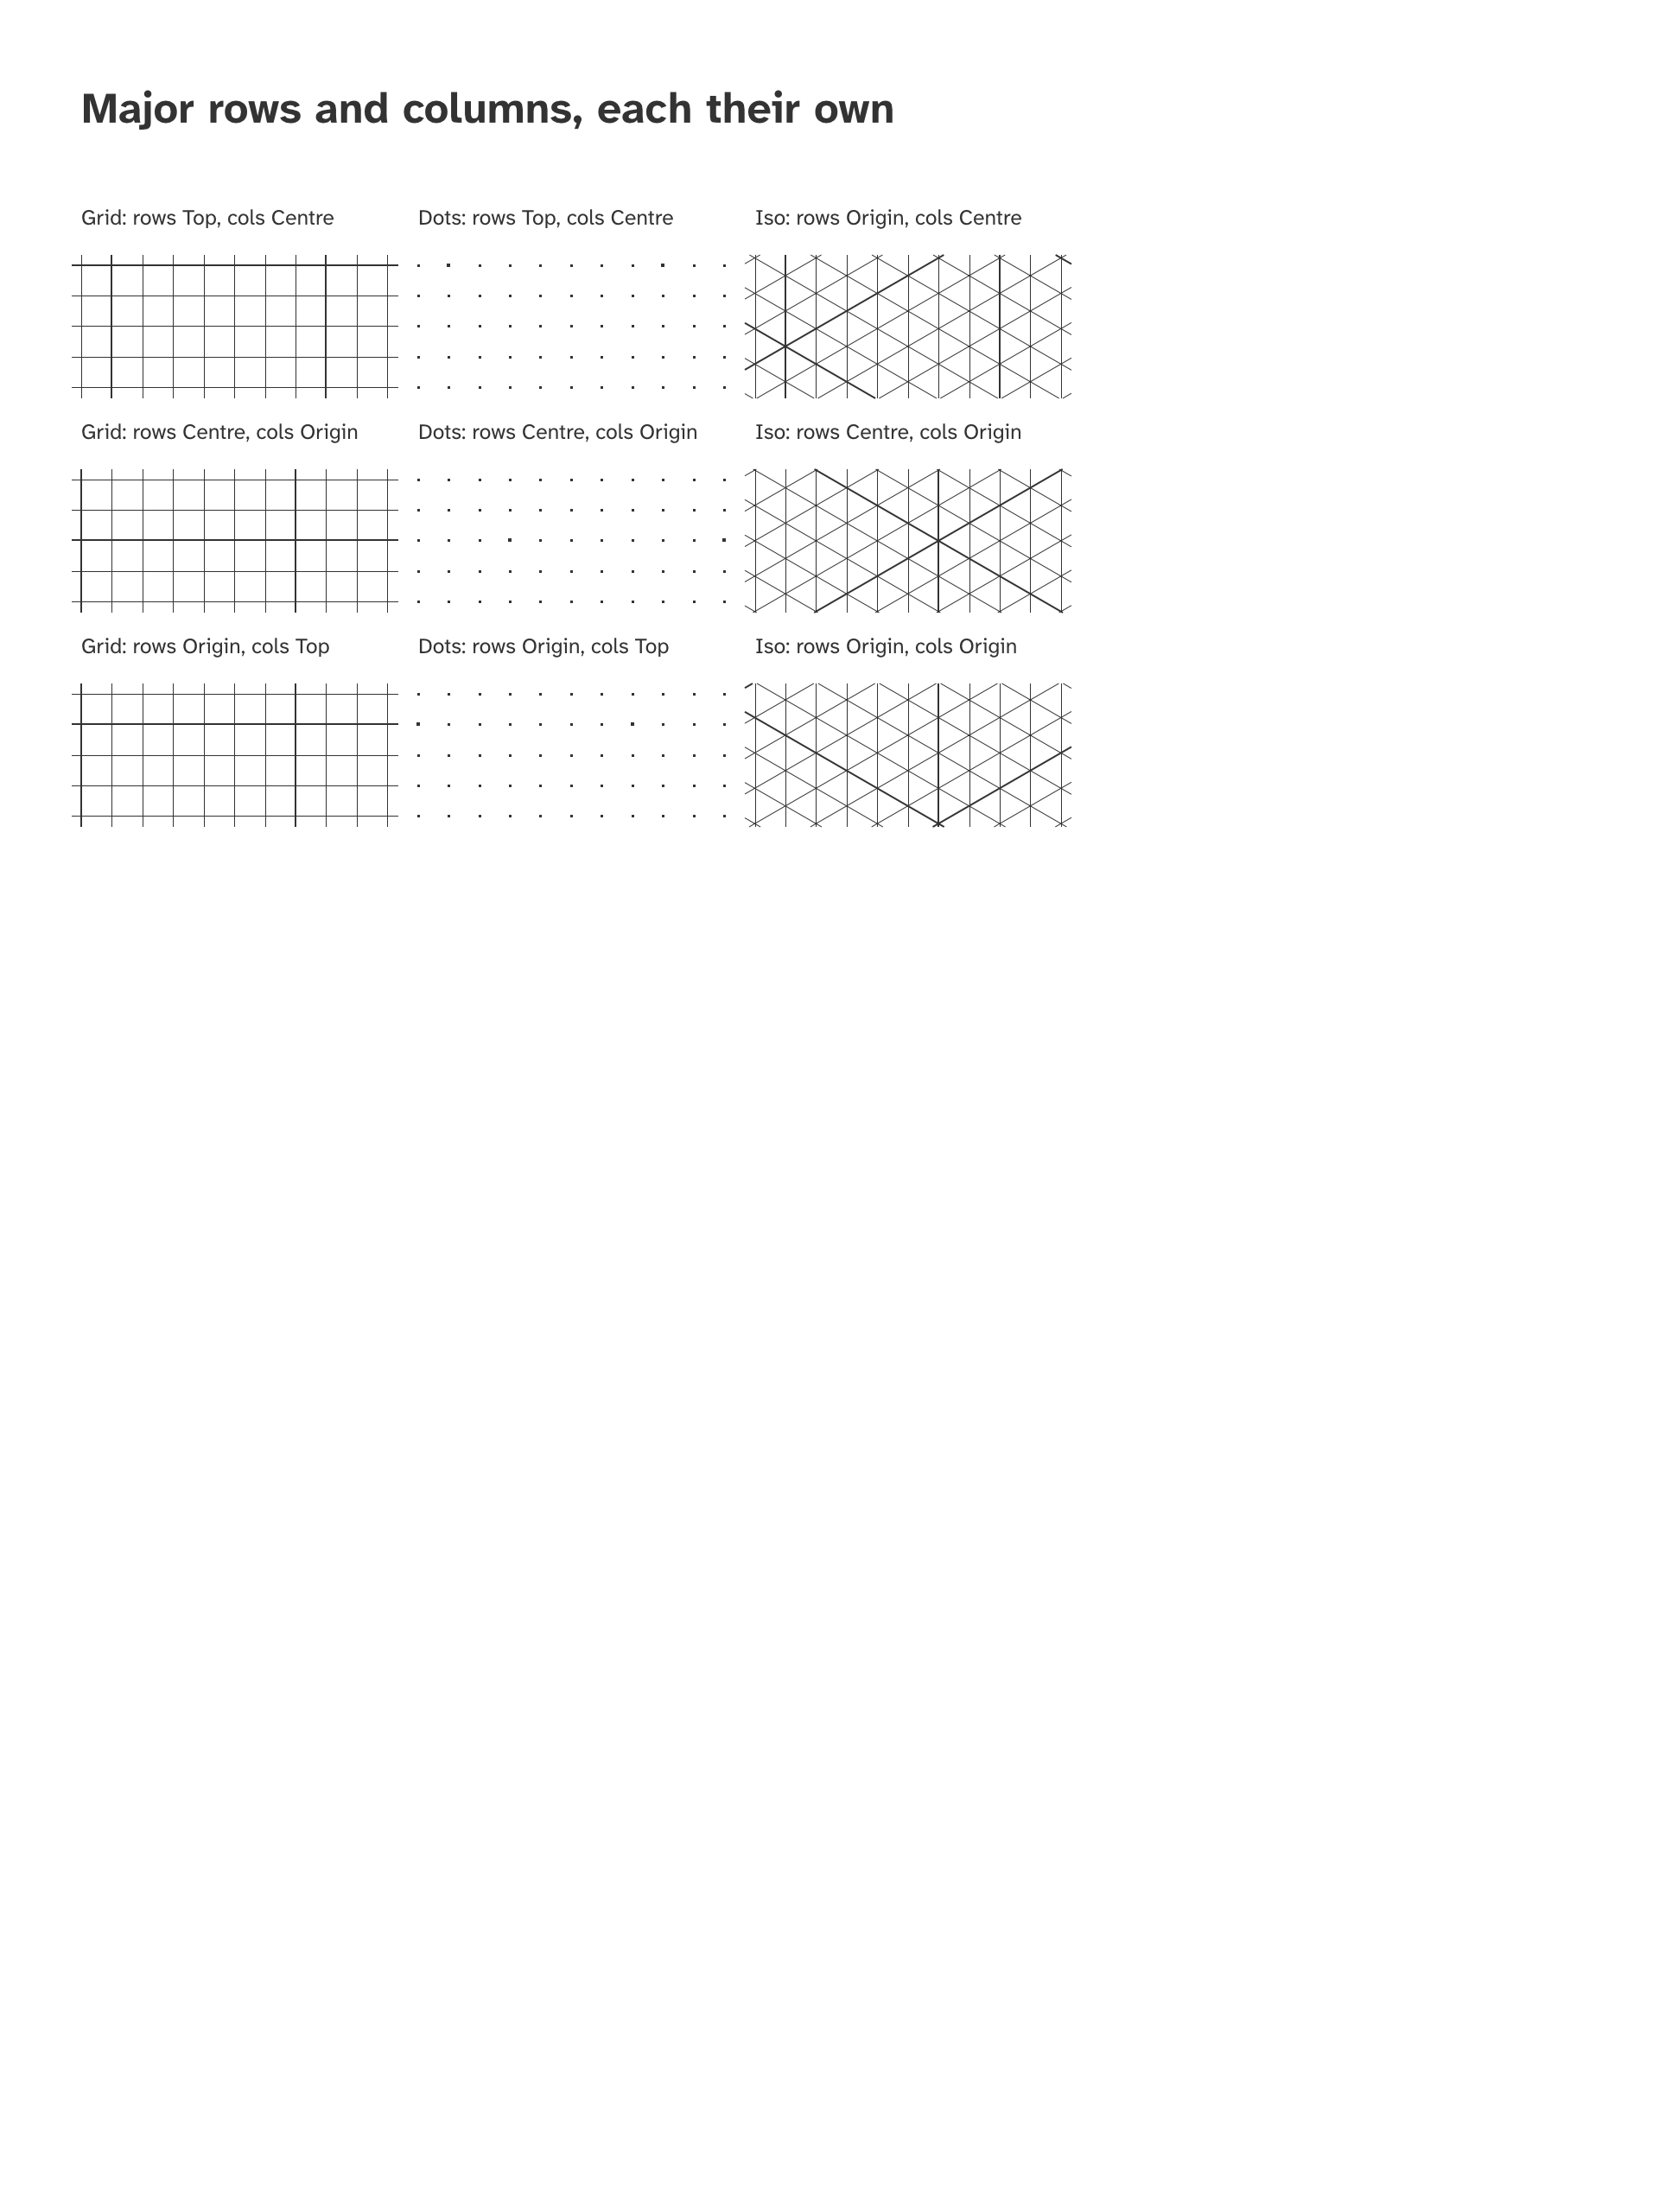 Major rows and columns, each their own
Grid: rows Top, cols Centre
Dots: rows Top, cols Centre
Iso: rows Origin, cols Centre
Grid: rows Centre, cols Origin
Dots: rows Centre, cols Origin
Iso: rows Centre, cols Origin
Grid: rows Origin, cols Top
Dots: rows Origin, cols Top
Iso: rows Origin, cols Origin